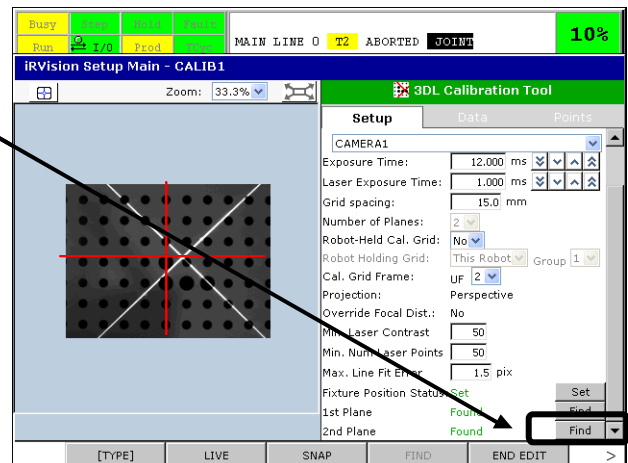 Busy Step Hold Fault
Run I/O Prod TCyc
MAIN LINE 0 T2 ABORTED JOINT
10%
iRVision Setup Main - CALIB1
Zoom: 33.3%
3DL Calibration Tool
Setup Data Points
CAMERA1
Exposure Time: 12.000 ms
Laser Exposure Time: 1.000 ms
Grid spacing: 15.0 mm
Number of Planes: 2
Robot-Held Cal. Grid: No
Robot Holding Grid: This Robot Group 1
Cal. Grid Frame: UF 2
Projection: Perspective
Override Focal Dist.: No
Min. Laser Contrast 50
Min. Num Laser Points 50
Max. Line Fit Error 1.5 pix
Fixture Position Status: Set Set
1st Plane Found Find
2nd Plane Found Find
[TYPE] LIVE SNAP FIND END EDIT >